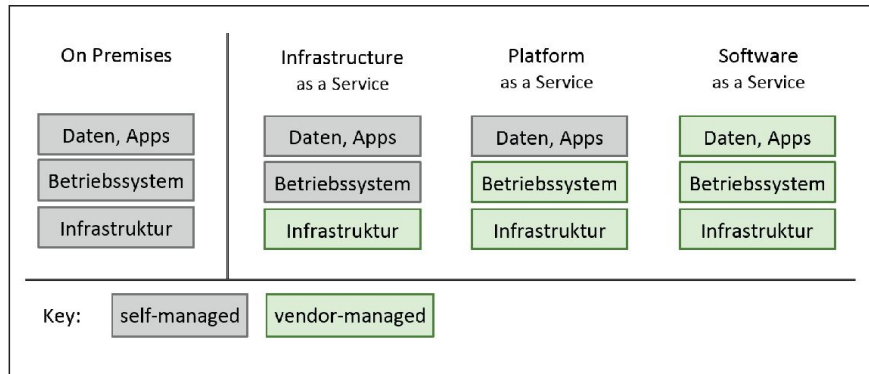 On Premises
Infrastructure
as a Service
Platform
as a Service
Software
as a Service
Daten, Apps
Daten, Apps
Daten, Apps
Daten, Apps
Betriebssystem
Betriebssystem
Betriebssystem
Betriebssystem
Infrastruktur
Infrastruktur
Infrastruktur
Infrastruktur
Key:
self-managed
vendor-managed